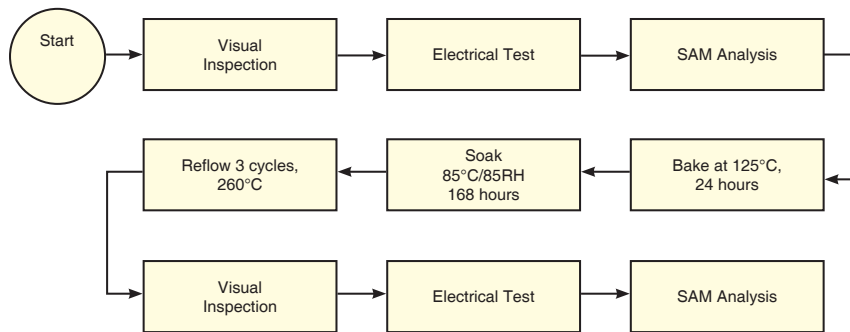 Start
Visual
Inspection
Electrical Test
SAM Analysis
Reflow 3 cycles,
260°C
Soak
85°C/85RH
168 hours
Bake at 125°C,
24 hours
Visual
Inspection
Electrical Test
SAM Analysis